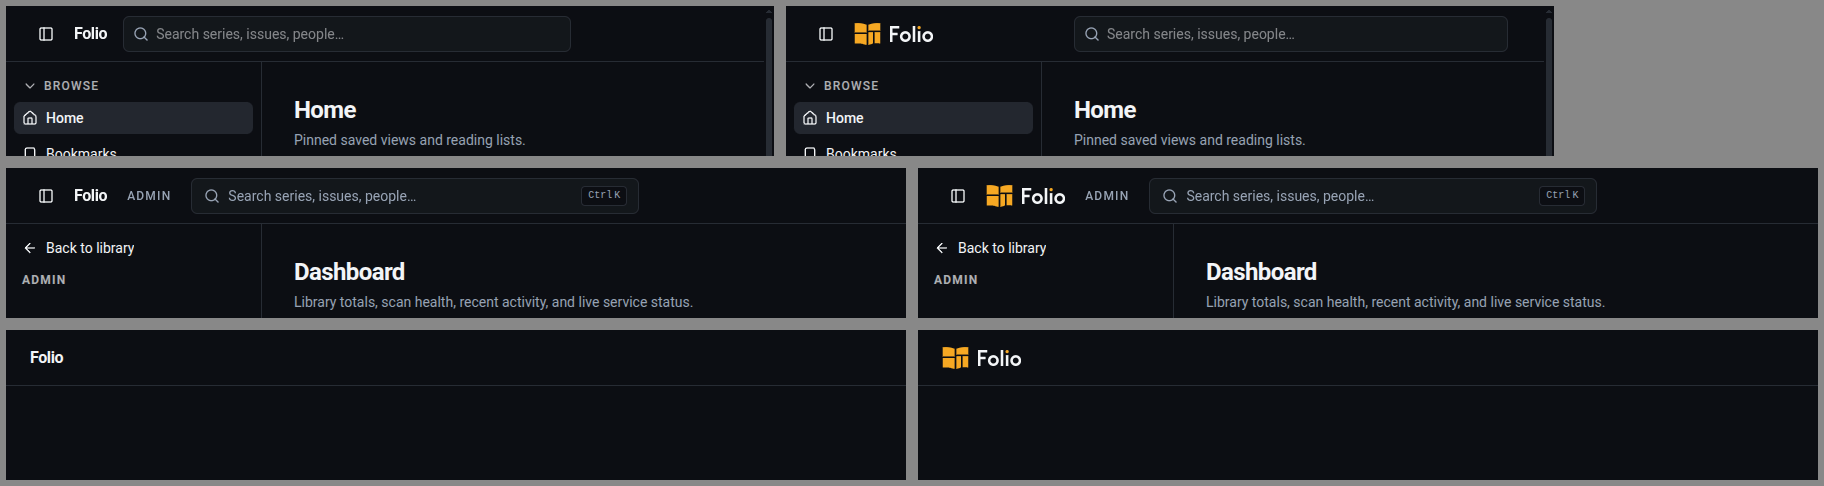 Folio Search series, issues, people...
BROWSE
Home
Bookmarks
Home
Pinned saved views and reading lists.
Folio Search series, issues, people...
BROWSE
Home
Bookmarks
Home
Pinned saved views and reading lists.
Folio ADMIN Search series, issues, people... Ctrl K
Back to library
ADMIN
Dashboard
Library totals, scan health, recent activity, and live service status.
Folio ADMIN Search series, issues, people... Ctrl K
Back to library
ADMIN
Dashboard
Library totals, scan health, recent activity, and live service status.
Folio
Folio